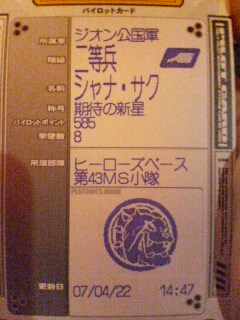 パイロットカード
所属軍 ジオン公国軍
階級 二等兵
名前 シャナ・サク
称号 期待の新星
パイロットポイント 585
撃墜数 8
所属部隊 ヒーローズベース
第43MS小隊
PLATOON'S MARK
更新日 07/04/22 14:47